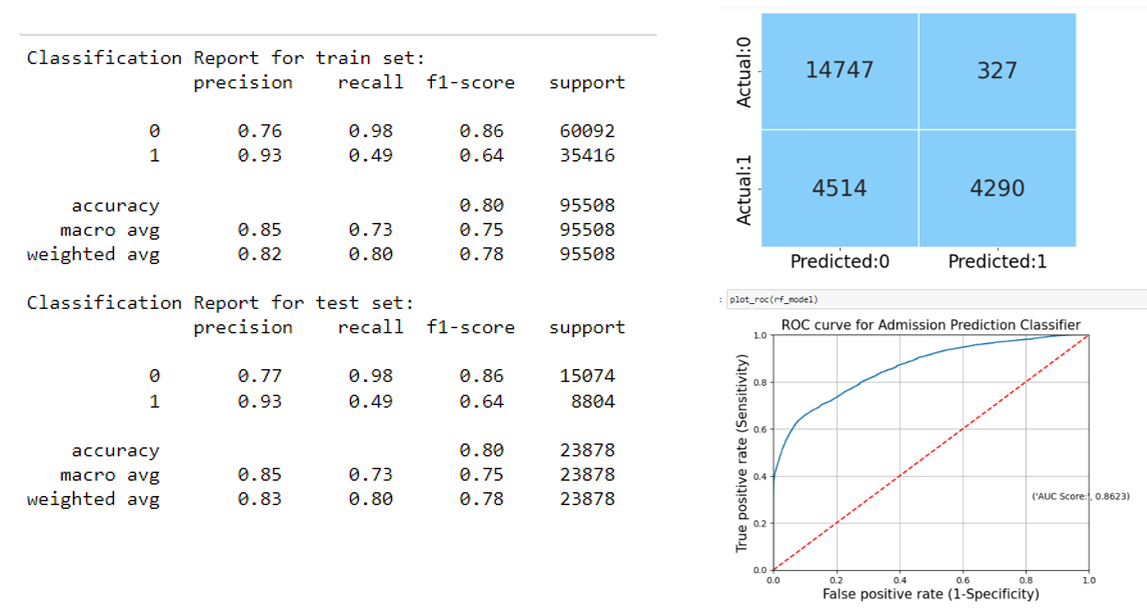 Classification Report for train set:
precision recall f1-score support
0 0.76 0.98 0.86 60092
1 0.93 0.49 0.64 35416
accuracy 0.80 95508
macro avg 0.85 0.73 0.75 95508
weighted avg 0.82 0.80 0.78 95508
Classification Report for test set:
precision recall f1-score support
0 0.77 0.98 0.86 15074
1 0.93 0.49 0.64 8804
accuracy 0.80 23878
macro avg 0.85 0.73 0.75 23878
weighted avg 0.83 0.80 0.78 23878
Actual:0
14747 327
Actual:1
4514 4290
Predicted:0 Predicted:1
: plot_roc(rf_model)
ROC curve for Admission Prediction Classifier
True positive rate (Sensitivity)
1.0
0.8
0.6
0.4
0.2
0.0
('AUC Score:', 0.8623)
0.0 0.2 0.4 0.6 0.8 1.0
False positive rate (1-Specificity)